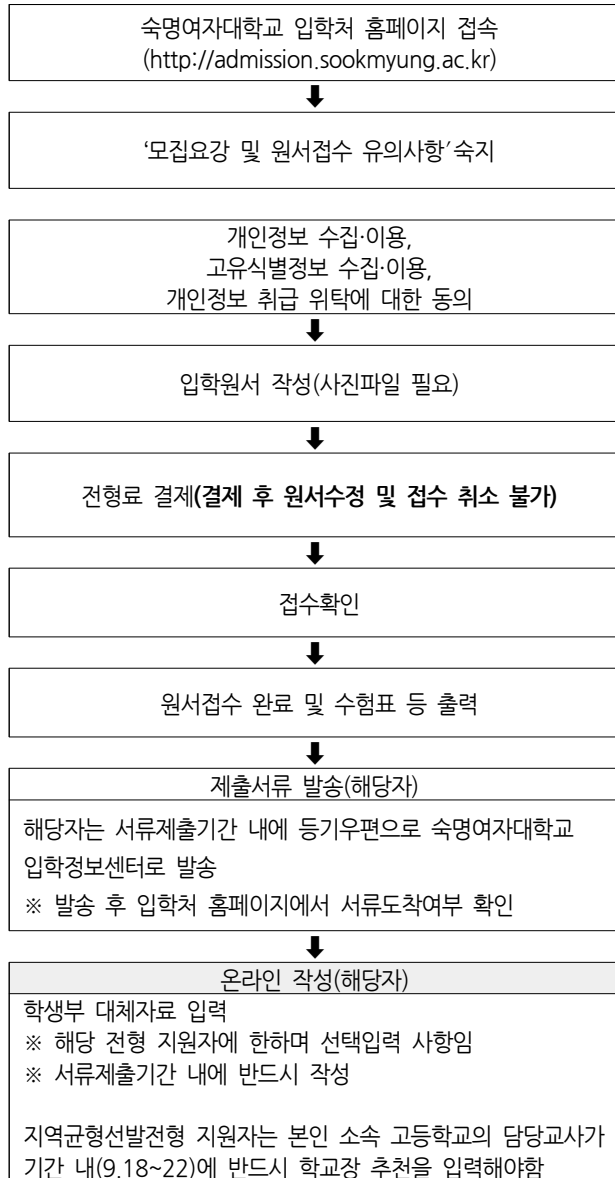 숙명여자대학교 입학처 홈페이지 접속
(http://admission.sookmyung.ac.kr)
⬇
‘모집요강 및 원서접수 유의사항’ 숙지
개인정보 수집·이용,
고유식별정보 수집·이용,
개인정보 취급 위탁에 대한 동의
⬇
입학원서 작성(사진파일 필요)
⬇
전형료 결제(결제 후 원서수정 및 접수 취소 불가)
⬇
접수확인
⬇
원서접수 완료 및 수험표 등 출력
⬇
제출서류 발송(해당자)
해당자는 서류제출기간 내에 등기우편으로 숙명여자대학교
입학정보센터로 발송
※ 발송 후 입학처 홈페이지에서 서류도착여부 확인
⬇
온라인 작성(해당자)
학생부 대체자료 입력
※ 해당 전형 지원자에 한하며 선택입력 사항임
※ 서류제출기간 내에 반드시 작성
지역균형선발전형 지원자는 본인 소속 고등학교의 담당교사가
기간 내(9.18~22)에 반드시 학교장 추천을 입력해야함